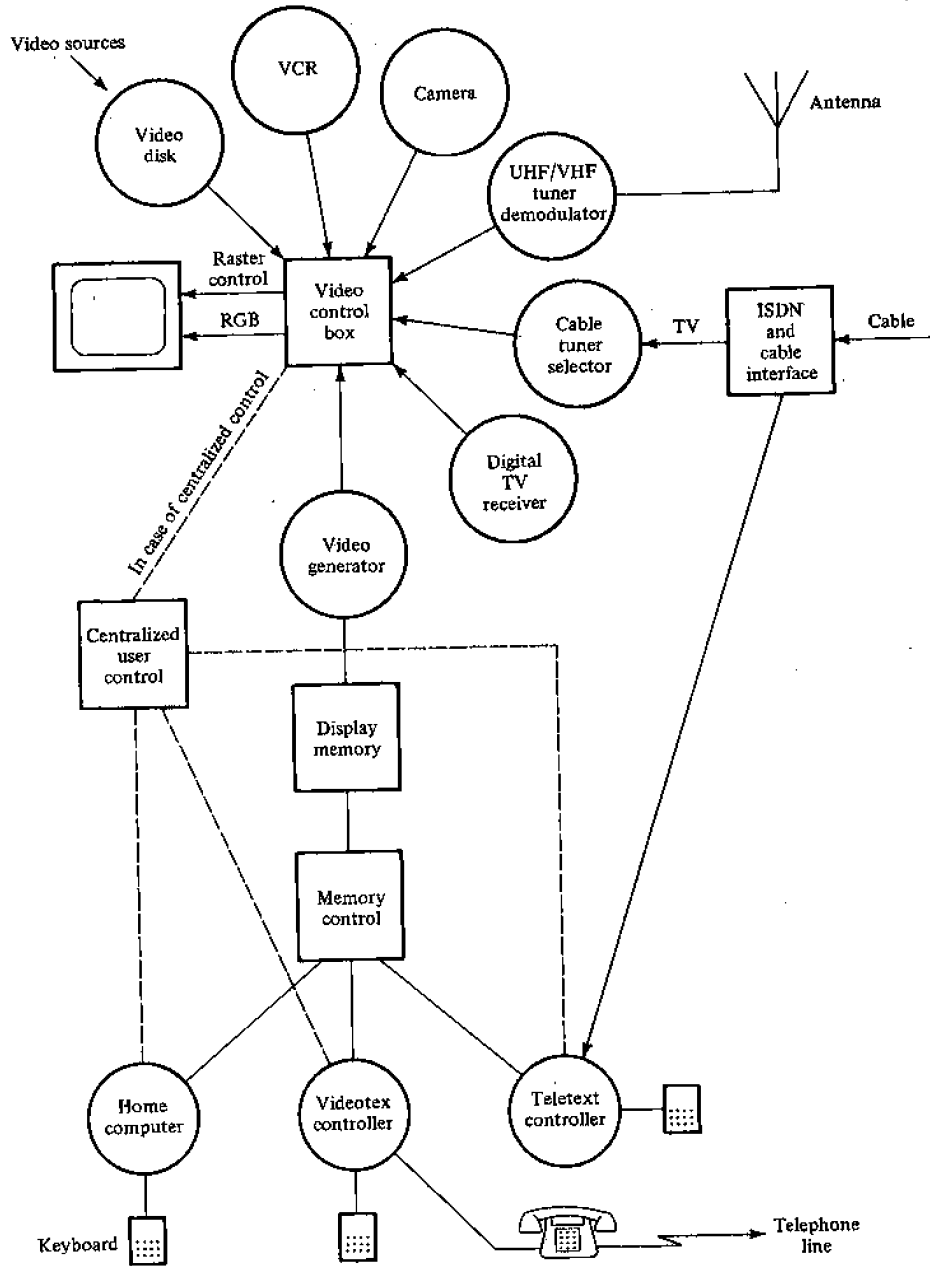 Video sources
VCR
Camera
Video
disk
Antenna
UHF/VHF
tuner
demodulator
Raster
control
RGB
Video
control
box
Cable
tuner
selector
TV
ISDN
and
cable
interface
Cable
In case of centralized control
Digital
TV
receiver
Video
generator
Centralized
user
control
Display
memory
Memory
control
Home
computer
Videotex
controller
Teletext
controller
Keyboard
Telephone
line